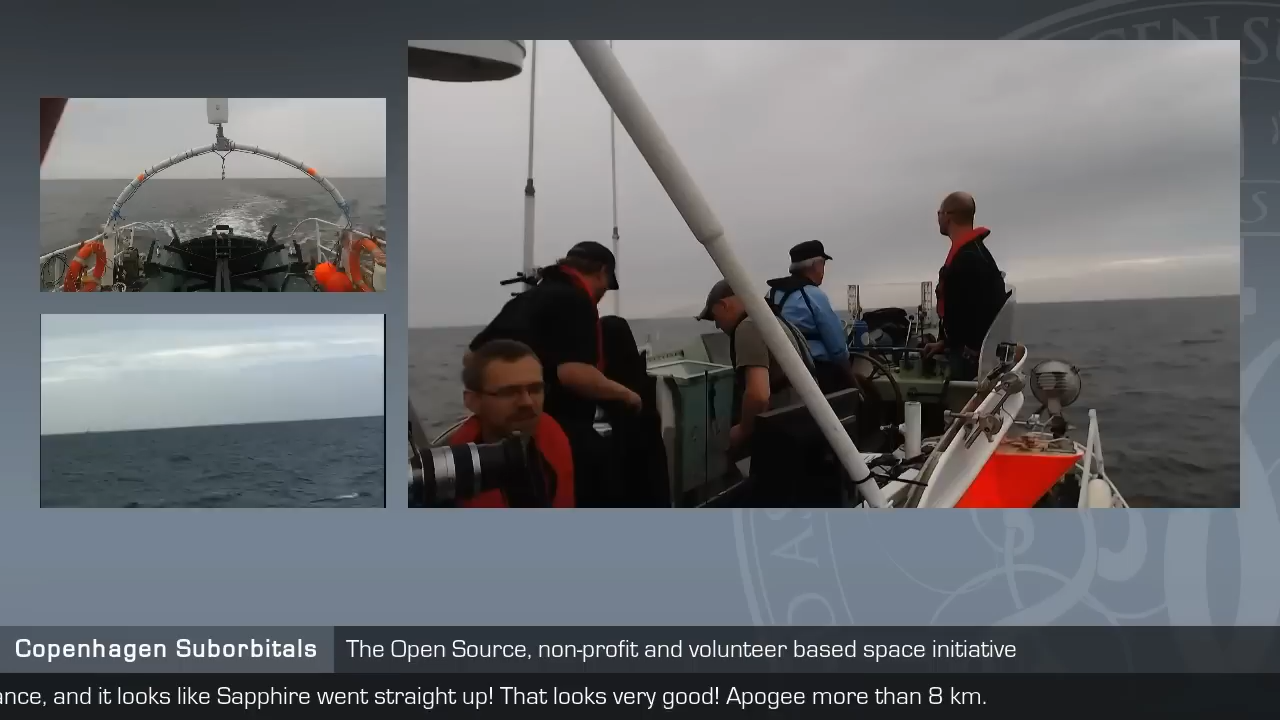 Copenhagen Suborbitals
The Open Source, non-profit and volunteer based space initiative
ance, and it looks like Sapphire went straight up! That looks very good! Apogee more than 8 km.